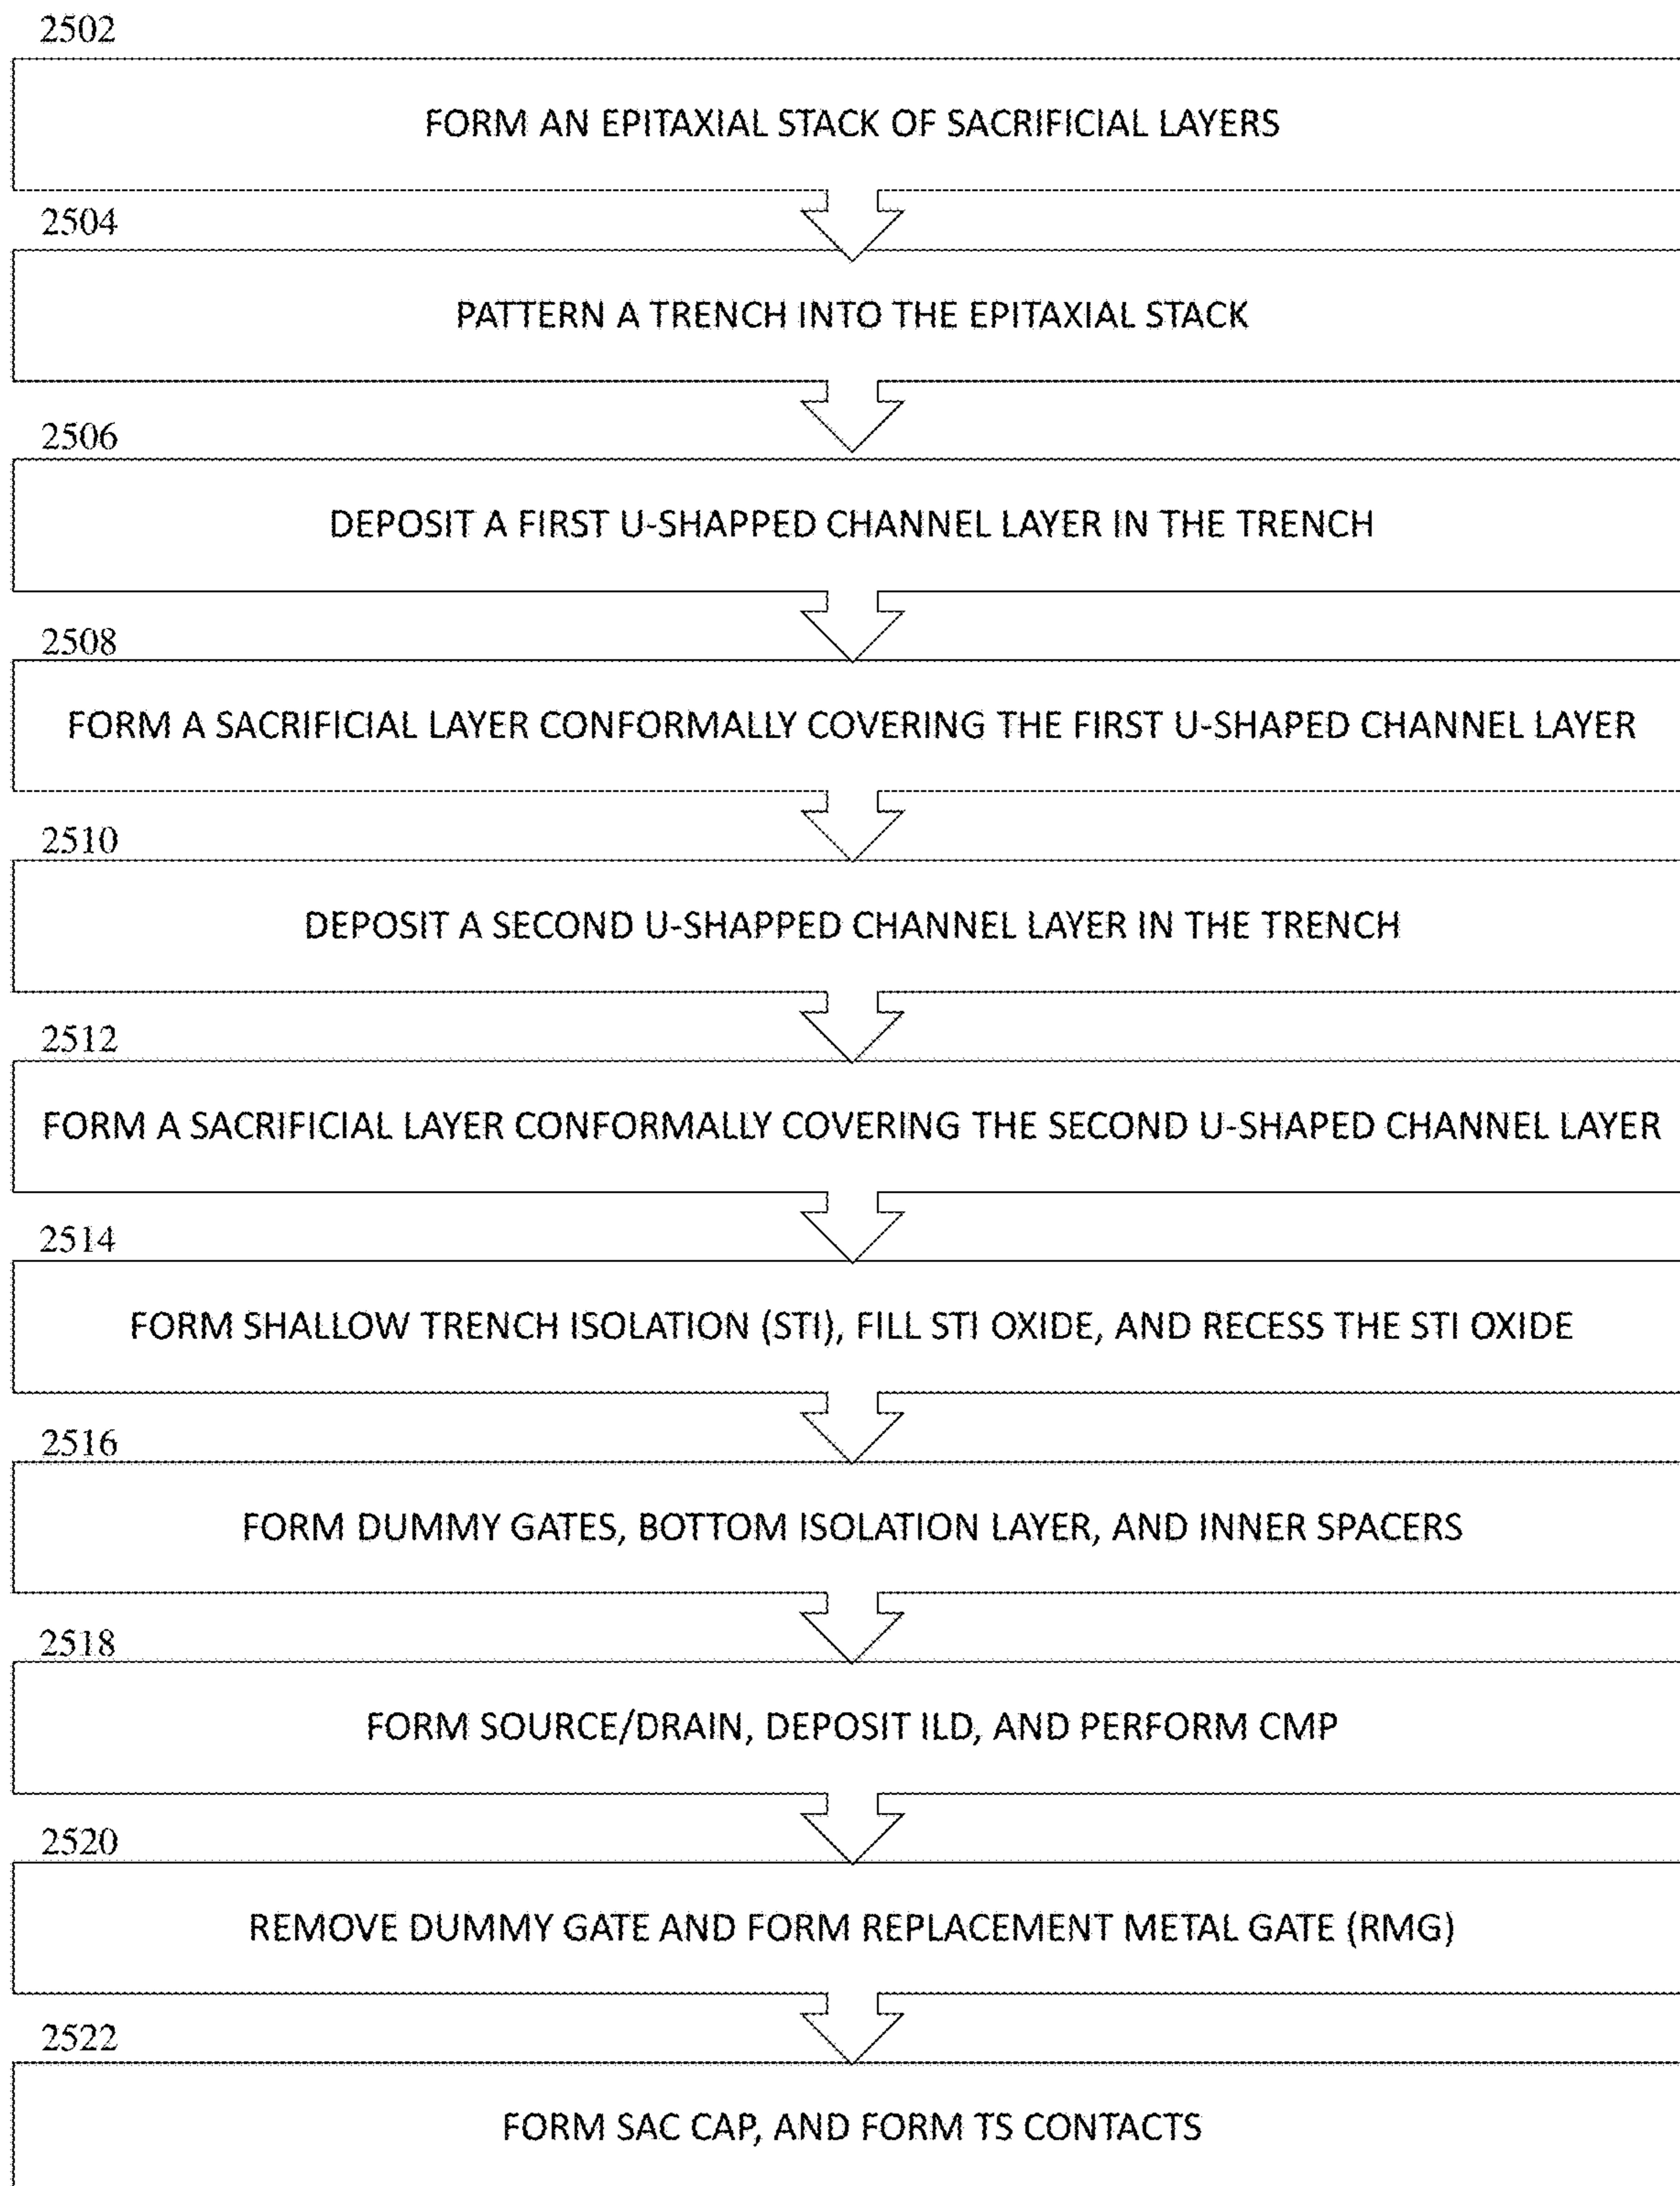 2502
FORM AN EPITAXIAL STACK OF SACRIFICIAL LAYERS
2504
PATTERN A TRENCH INTO THE EPITAXIAL STACK
2506
DEPOSIT A FIRST U-SHAPPED CHANNEL LAYER IN THE TRENCH
2508
FORM A SACRIFICIAL LAYER CONFORMALLY COVERING THE FIRST U-SHAPED CHANNEL LAYER
2510
DEPOSIT A SECOND U-SHAPPED CHANNEL LAYER IN THE TRENCH
2512
FORM A SACRIFICIAL LAYER CONFORMALLY COVERING THE SECOND U-SHAPED CHANNEL LAYER
2514
FORM SHALLOW TRENCH ISOLATION (STI), FILL STI OXIDE, AND RECESS THE STI OXIDE
2516
FORM DUMMY GATES, BOTTOM ISOLATION LAYER, AND INNER SPACERS
2518
FORM SOURCE/DRAIN, DEPOSIT ILD, AND PERFORM CMP
2520
REMOVE DUMMY GATE AND FORM REPLACEMENT METAL GATE (RMG)
2522
FORM SAC CAP, AND FORM TS CONTACTS